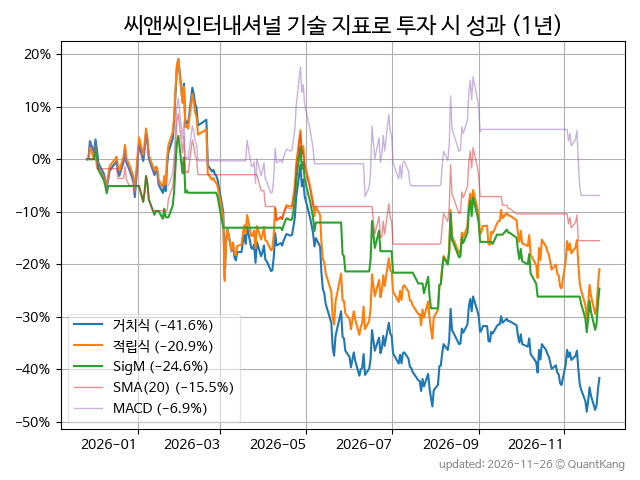 씨앤씨인터내셔널 기술 지표로 투자 시 성과 (1년)
20%
10%
0%
−10%
−20%
−30%
−40%
−50%
거치식 (−41.6%)
적립식 (−20.9%)
SigM (−24.6%)
SMA(20) (−15.5%)
MACD (−6.9%)
2026-01 2026-03 2026-05 2026-07 2026-09 2026-11
updated: 2026-11-26 © QuantKang